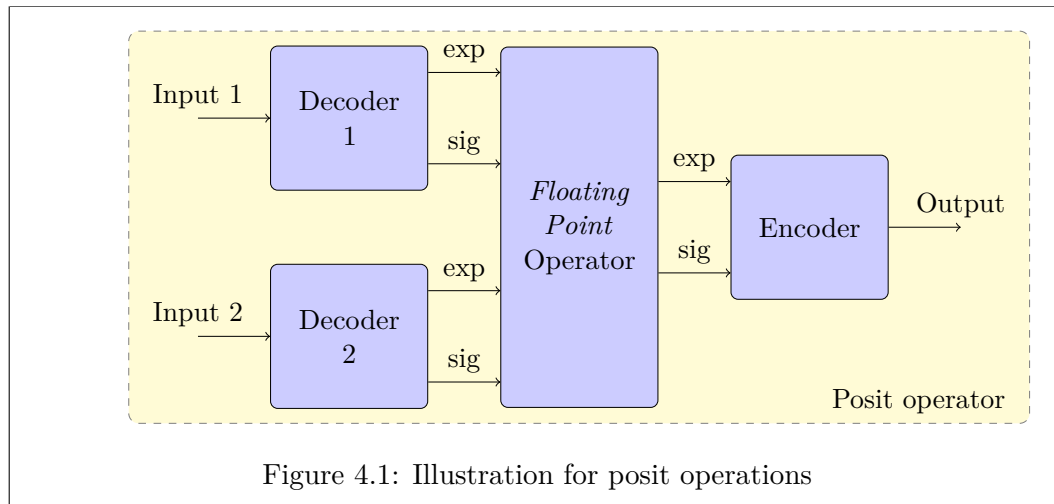 exp
Input 1
Decoder
1
sig
exp
Floating
Point
Operator
Encoder
Output
sig
exp
Input 2
Decoder
2
sig
Posit operator
Figure 4.1: Illustration for posit operations